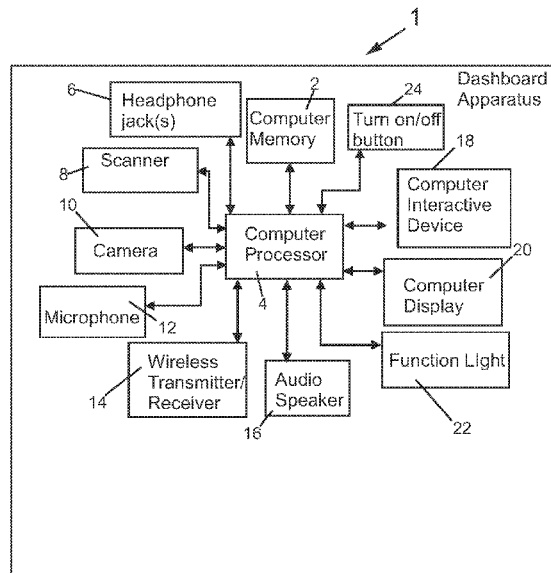 1
Dashboard
Apparatus
6
Headphone
jack(s)
2
Computer
Memory
24
Turn on/off
button
8
Scanner
18
Computer
Interactive
Device
10
Camera
Computer
Processor
4
20
Computer
Display
Microphone
12
14
Wireless
Transmitter/
Receiver
16
Audio
Speaker
Function Light
22